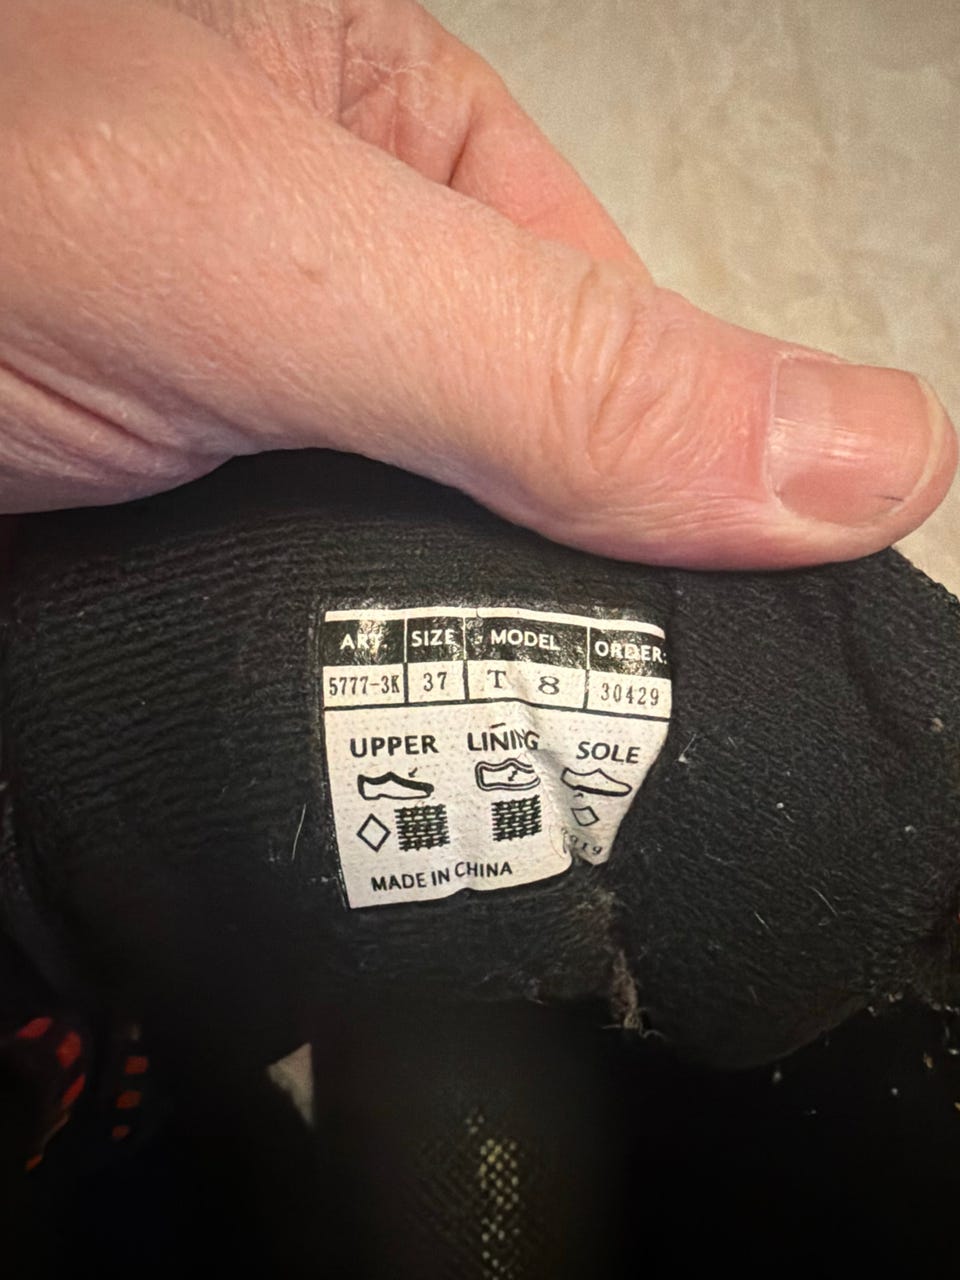 ART. SIZE MODEL ORDER:
5777-3K 37 T 8 30429
UPPER LINING SOLE
MADE IN CHINA